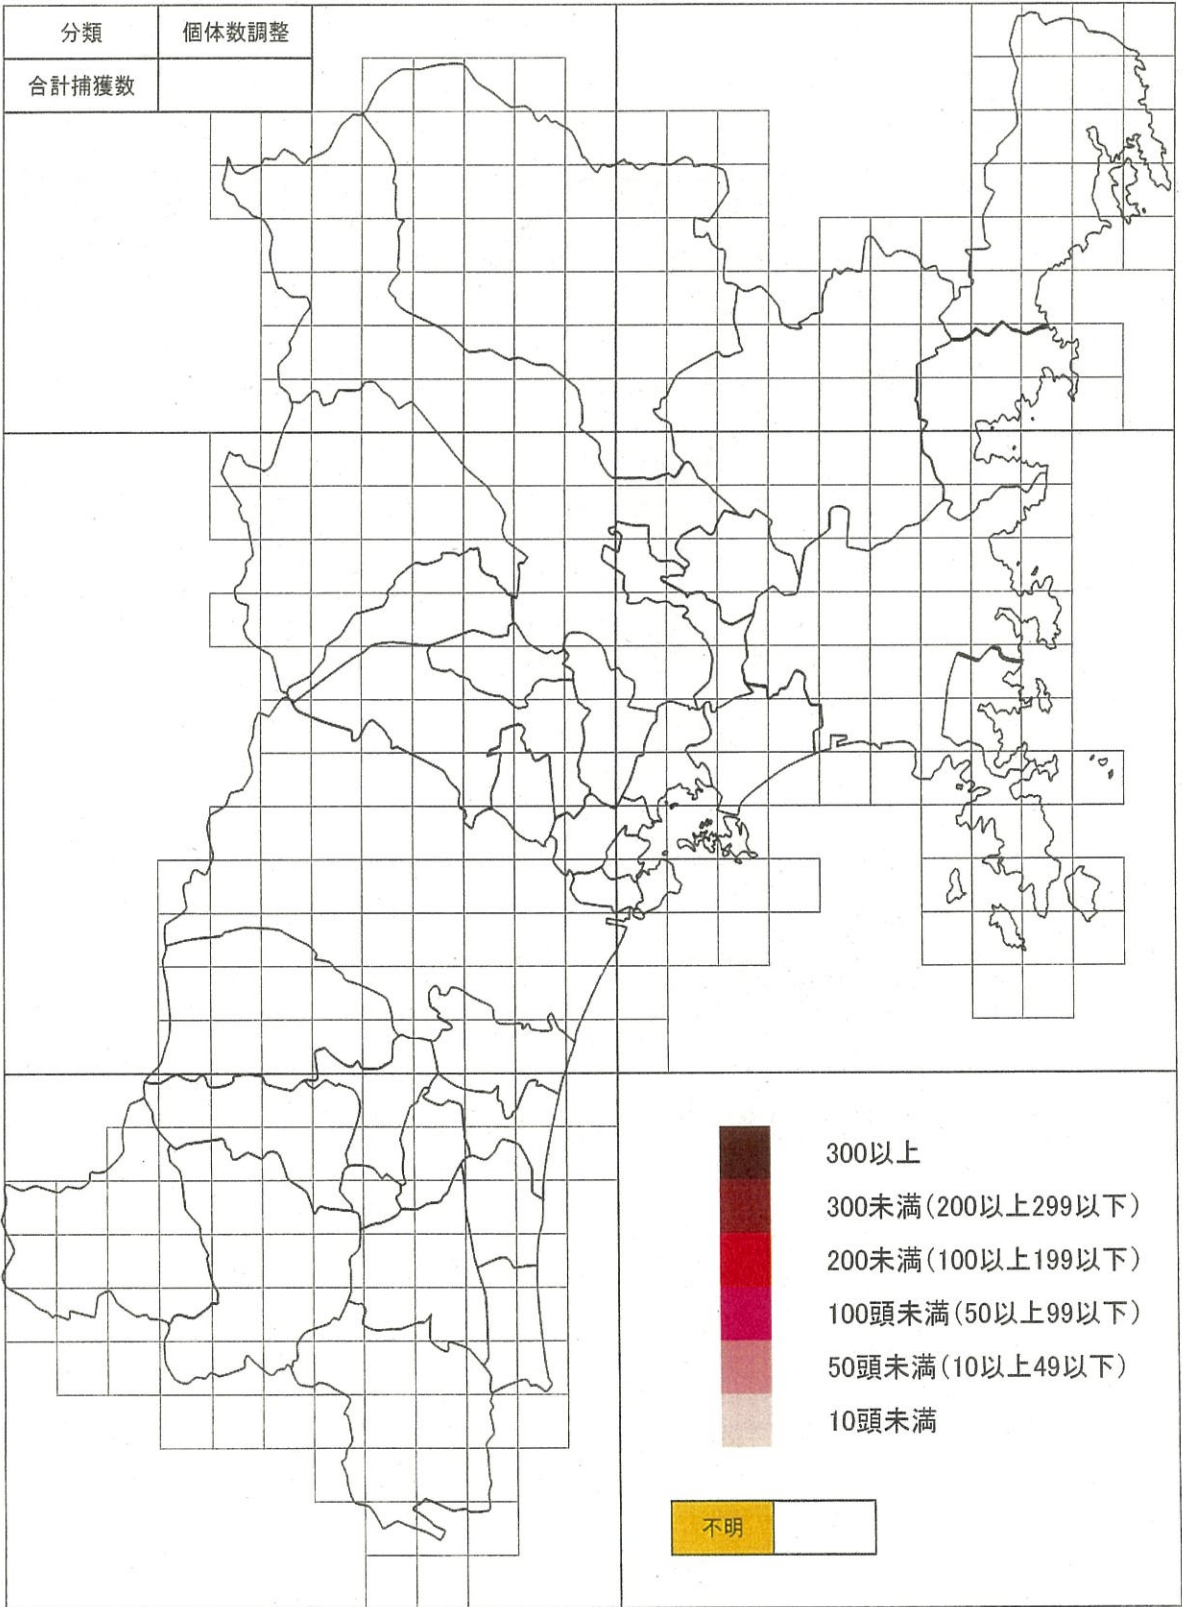 分類 個体数調整
合計捕獲数
300以上
300未満(200以上299以下)
200未満(100以上199以下)
100頭未満(50以上99以下)
50頭未満(10以上49以下)
10頭未満
不明